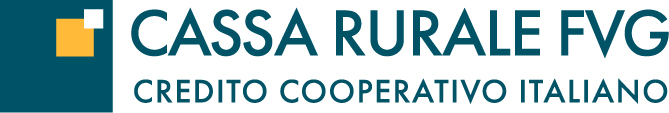 CASSA RURALE FVG
CREDITO COOPERATIVO ITALIANO